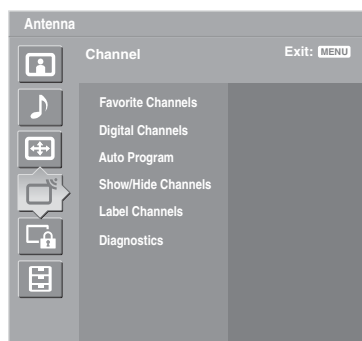 Antenna
Channel Exit: MENU
Favorite Channels
Digital Channels
Auto Program
Show/Hide Channels
Label Channels
Diagnostics